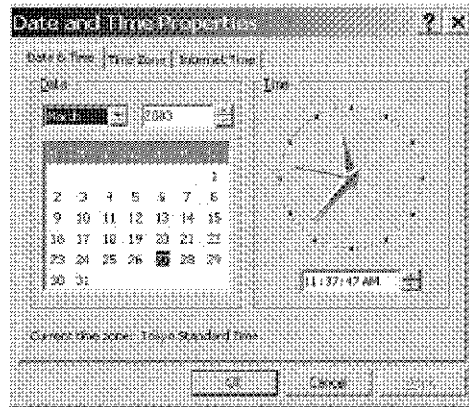 Date and Time Properties
Date & Time Time Zone Internet Time
Date
Time
March 2003
1
2 3 4 5 6 7 8
9 10 11 12 13 14 15
16 17 18 19 20 21 22
23 24 25 26 27 28 29
30 31
11:37:47 AM
Current time zone: Tokyo Standard Time
OK Cancel